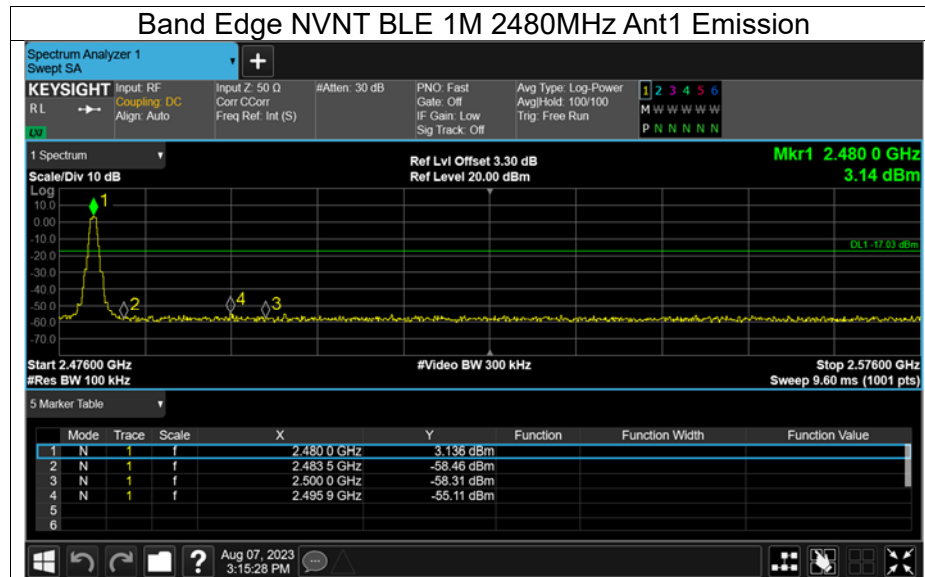 Band Edge NVNT BLE 1M 2480MHz Ant1 Emission
Spectrum Analyzer 1
Swept SA
+
KEYSIGHT Input: RF Input Z: 50 Ω #Atten: 30 dB PNO: Fast Avg Type: Log-Power 1 2 3 4 5 6
RL Coupling: DC Corr CCorr Gate: Off Avg|Hold: 100/100 M W W W W W
Align: Auto Freq Ref: Int (S) IF Gain: Low Trig: Free Run
LXI Sig Track: Off P N N N N N
1 Spectrum Ref Lvl Offset 3.30 dB Mkr1 2.480 0 GHz
Scale/Div 10 dB Ref Level 20.00 dBm 3.14 dBm
Log
10.0 1
0.00
-10.0
DL1 -17.03 dBm
-20.0
-30.0
-40.0
-50.0 2 4 3
-60.0
-70.0
Start 2.47600 GHz #Video BW 300 kHz Stop 2.57600 GHz
#Res BW 100 kHz Sweep 9.60 ms (1001 pts)
5 Marker Table
Mode Trace Scale X Y Function Function Width Function Value
1 N 1 f 2.480 0 GHz 3.136 dBm
2 N 1 f 2.483 5 GHz -58.46 dBm
3 N 1 f 2.500 0 GHz -58.31 dBm
4 N 1 f 2.495 9 GHz -55.11 dBm
5
6
? Aug 07, 2023
3:15:28 PM